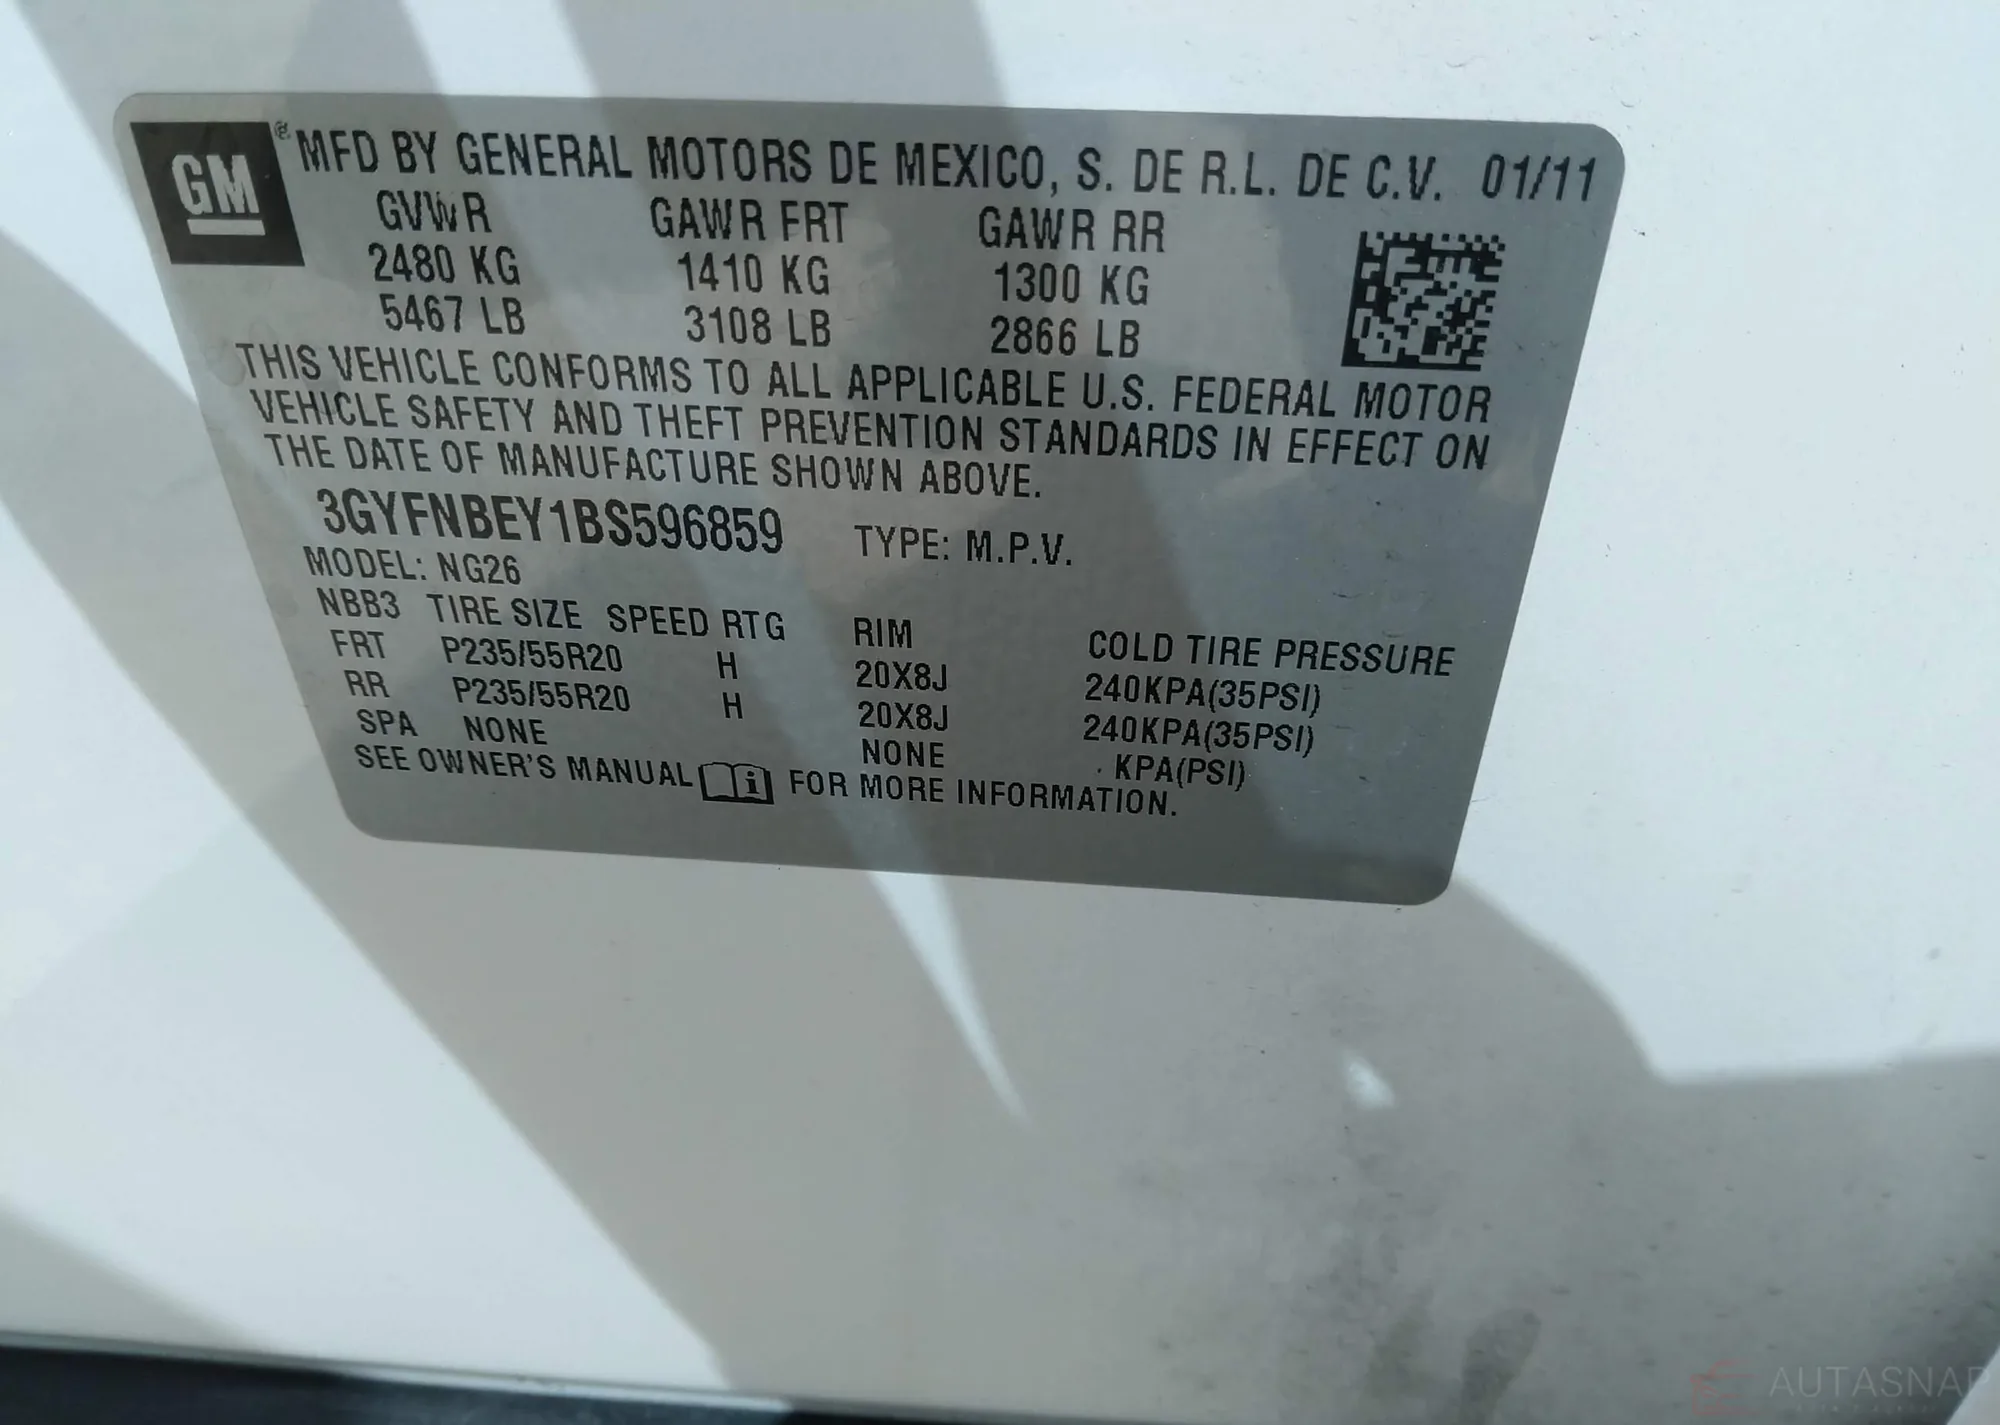 GM ® MFD BY GENERAL MOTORS DE MEXICO, S. DE R.L. DE C.V. 01/11
GVWR GAWR FRT GAWR RR
2480 KG 1410 KG 1300 KG
5467 LB 3108 LB 2866 LB
THIS VEHICLE CONFORMS TO ALL APPLICABLE U.S. FEDERAL MOTOR
VEHICLE SAFETY AND THEFT PREVENTION STANDARDS IN EFFECT ON
THE DATE OF MANUFACTURE SHOWN ABOVE.
3GYFNBEY1BS596859 TYPE: M.P.V.
MODEL: NG26
NBB3 TIRE SIZE SPEED RTG RIM COLD TIRE PRESSURE
FRT P235/55R20 H 20X8J 240KPA(35PSI)
RR P235/55R20 H 20X8J 240KPA(35PSI)
SPA NONE NONE KPA(PSI)
SEE OWNER'S MANUAL i FOR MORE INFORMATION.
AUTASNAP